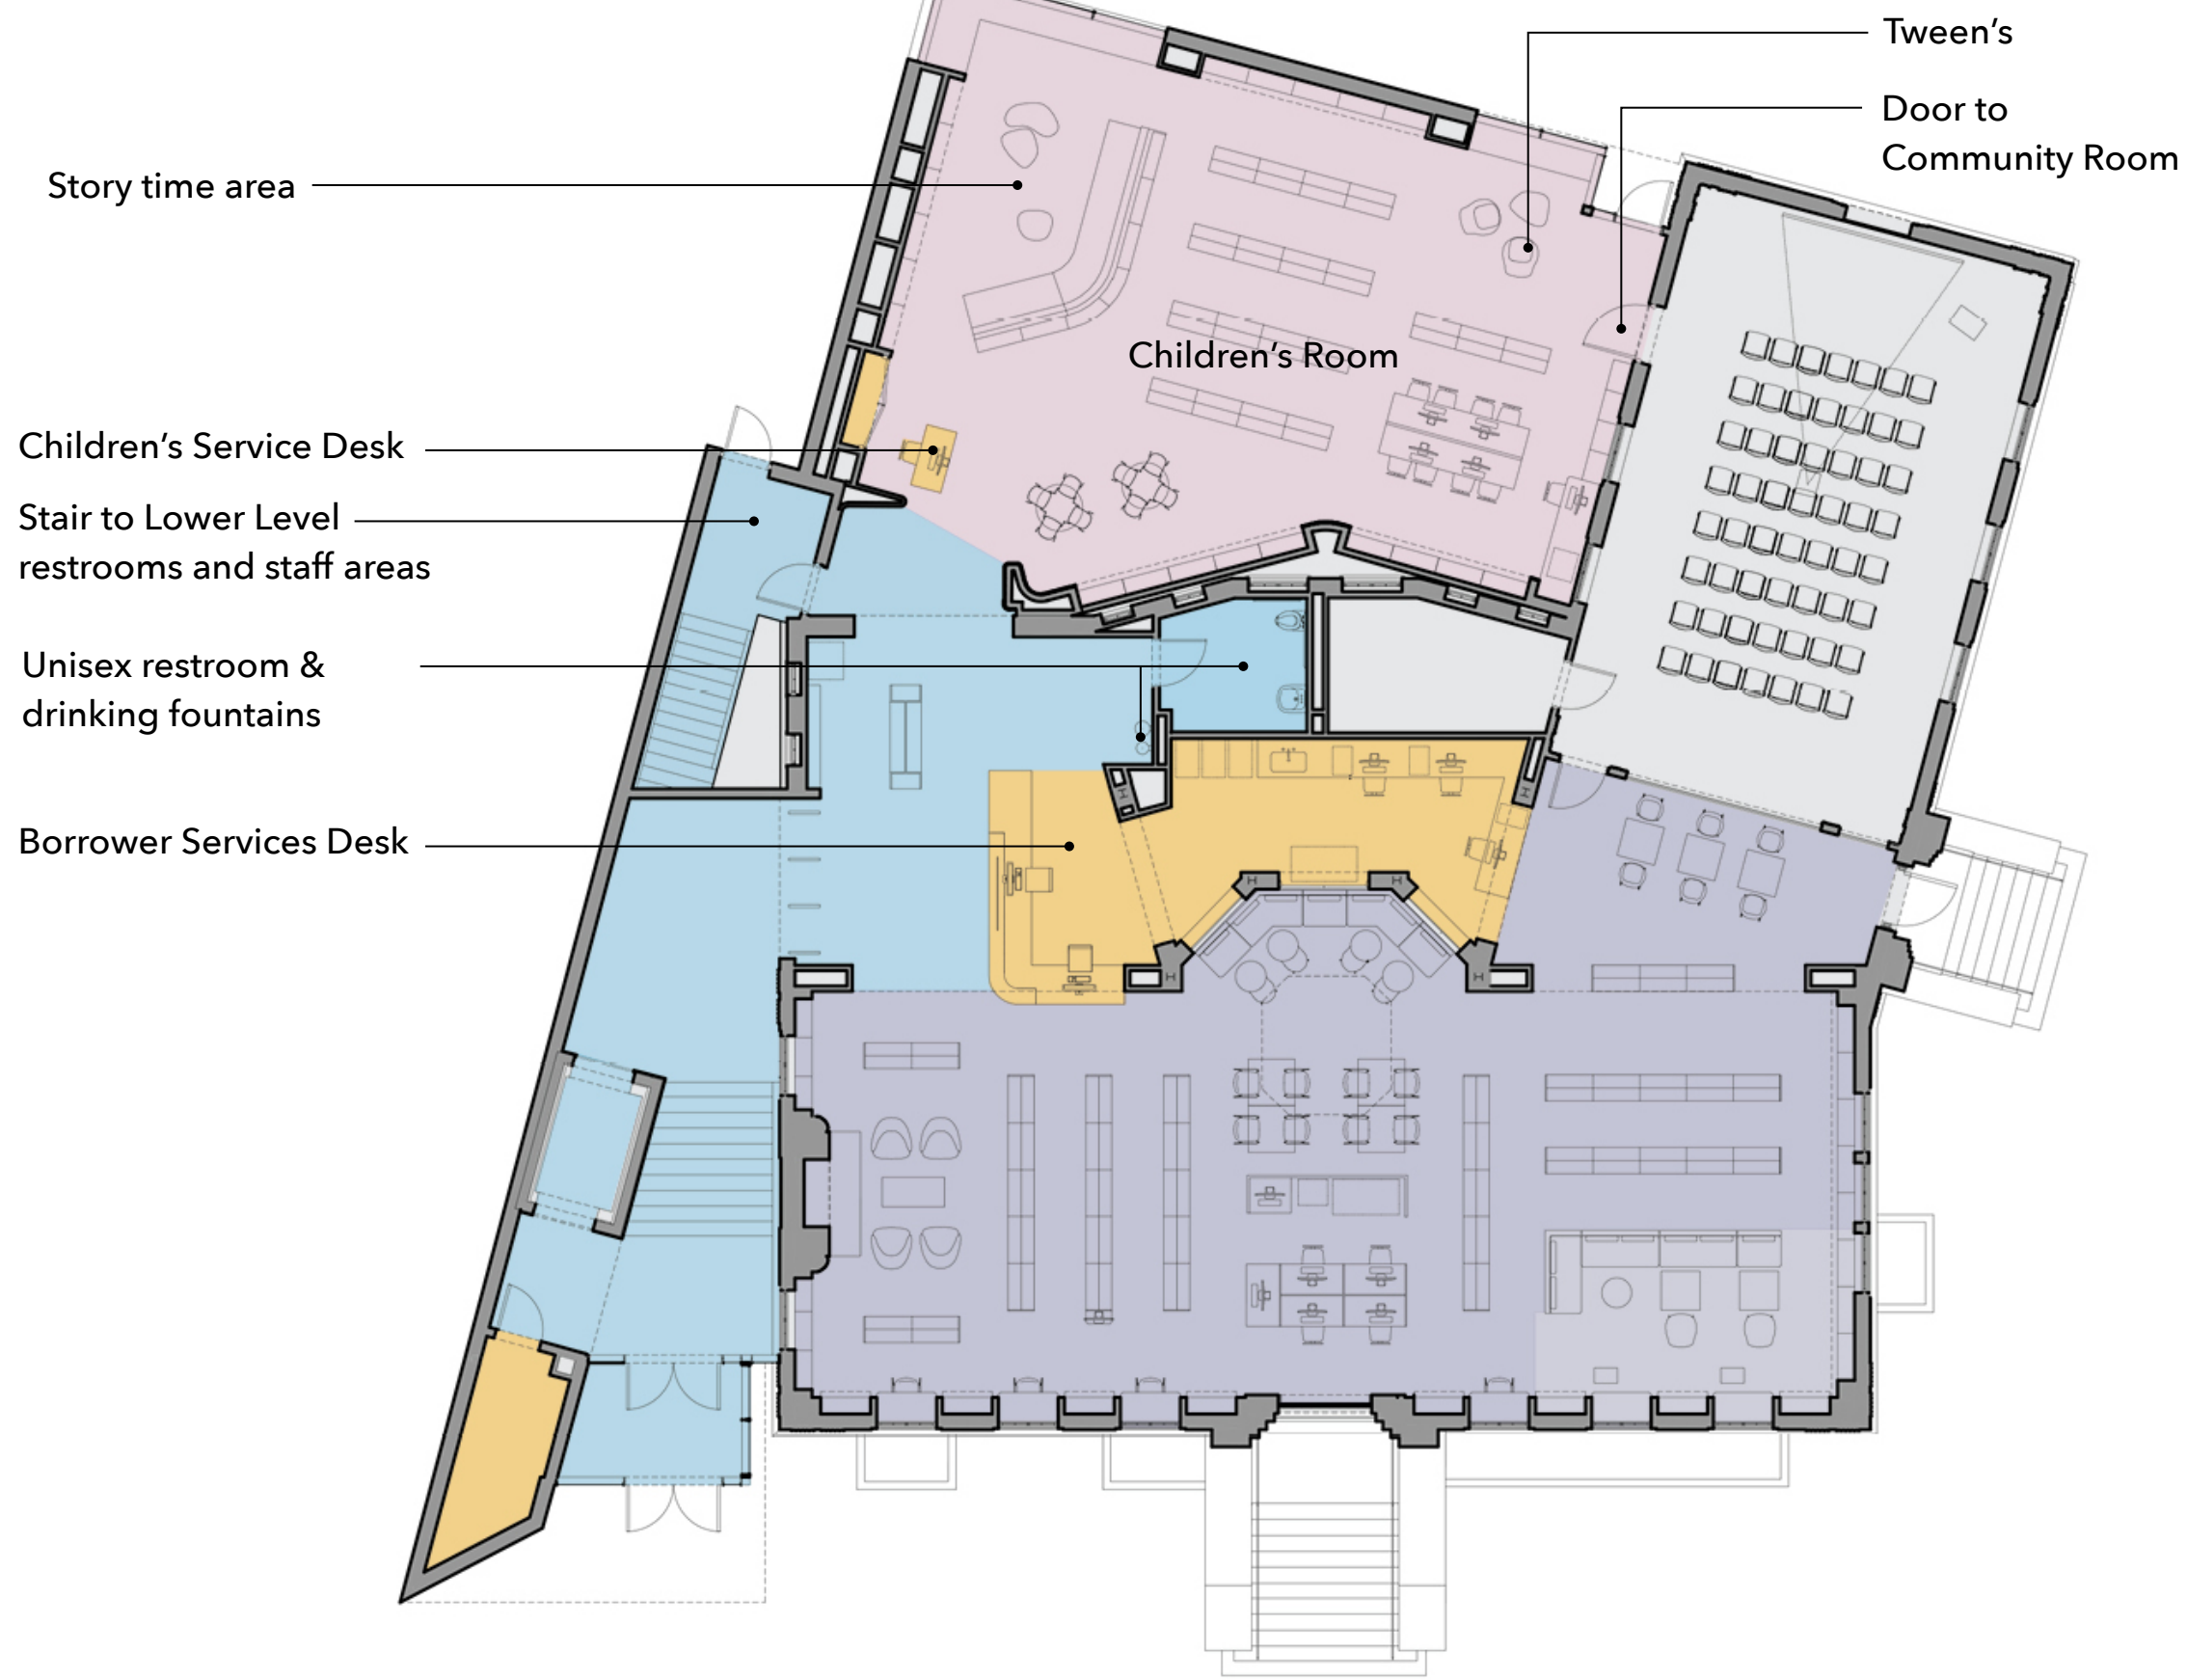 Tween's
Door to
Community Room
Story time area
Children's Room
Children's Service Desk
Stair to Lower Level
restrooms and staff areas
Unisex restroom &
drinking fountains
Borrower Services Desk